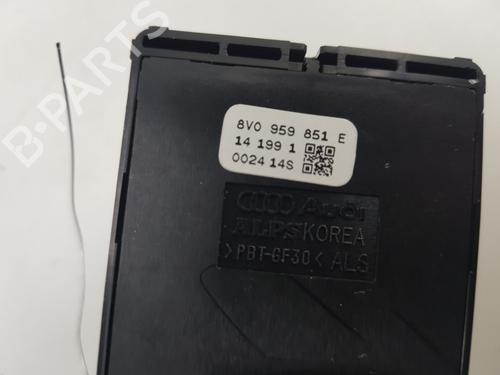 8V0 959 851 E
14 199 1
0024 14S
Audi
ALPS KOREA
>PBT-GF30< ALS
B-PARTS